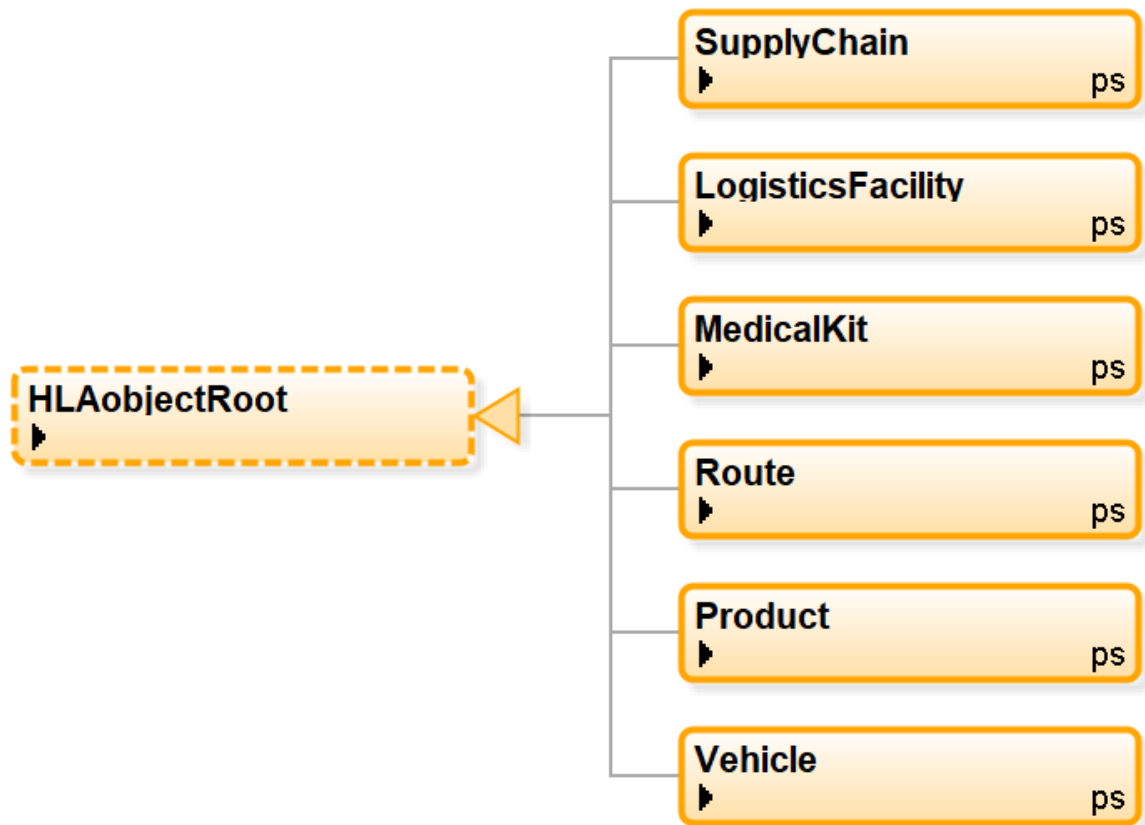 SupplyChain
ps
LogisticsFacility
ps
MedicalKit
ps
HLAobjectRoot
Route
ps
Product
ps
Vehicle
ps